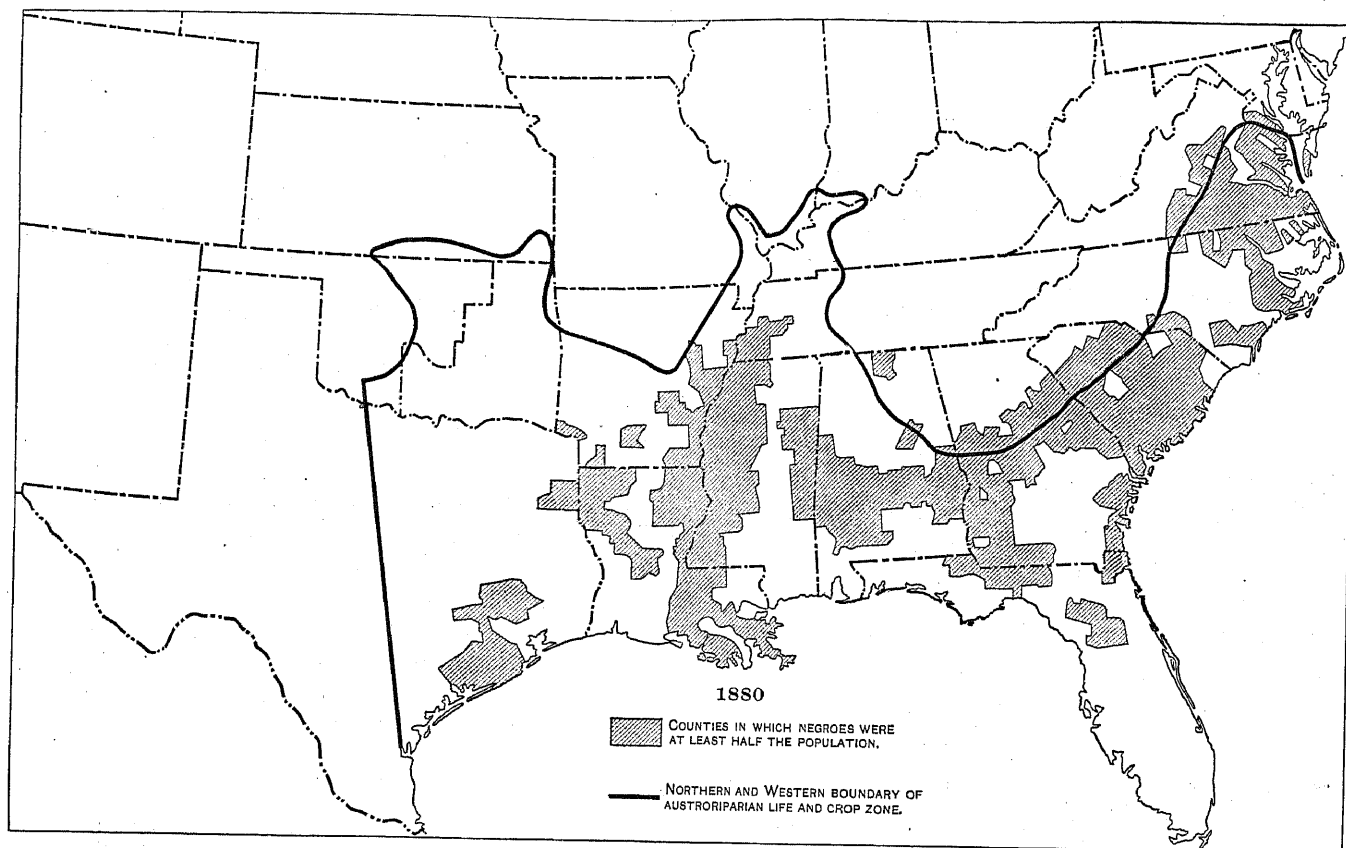 1880
COUNTIES IN WHICH NEGROES WERE
AT LEAST HALF THE POPULATION.
NORTHERN AND WESTERN BOUNDARY OF
AUSTRORIPARIAN LIFE AND CROP ZONE.